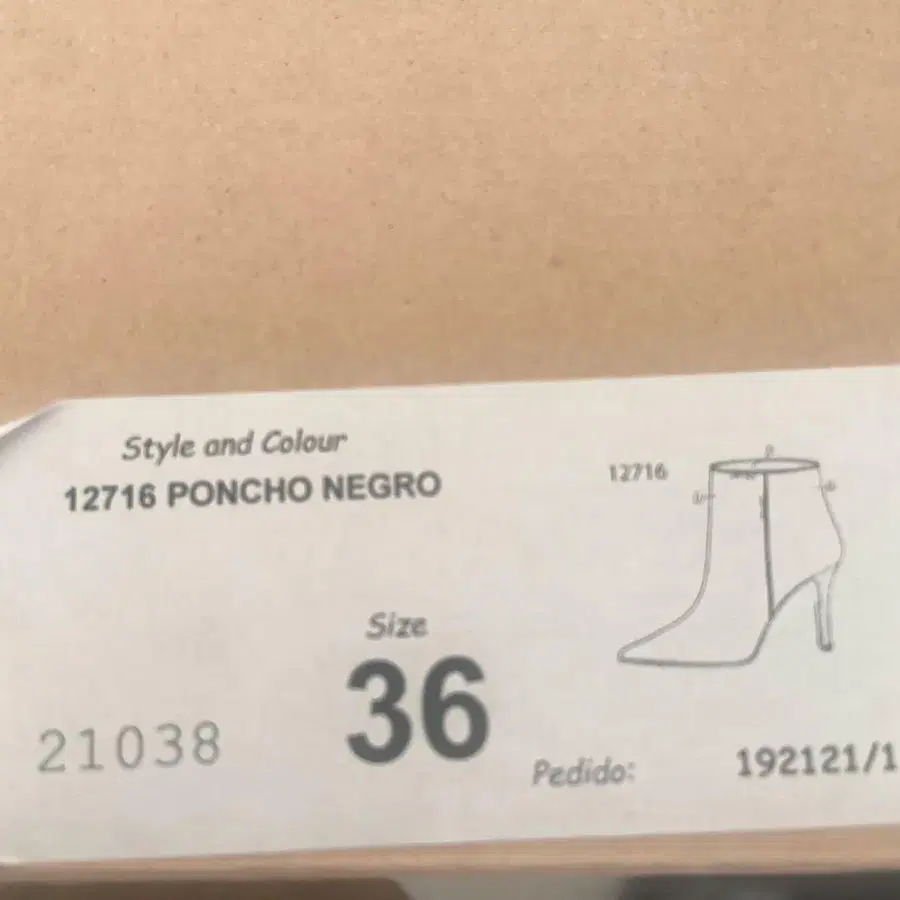 Style and Colour
12716 PONCHO NEGRO
12716
Size
36
21038
Pedido:
192121/1